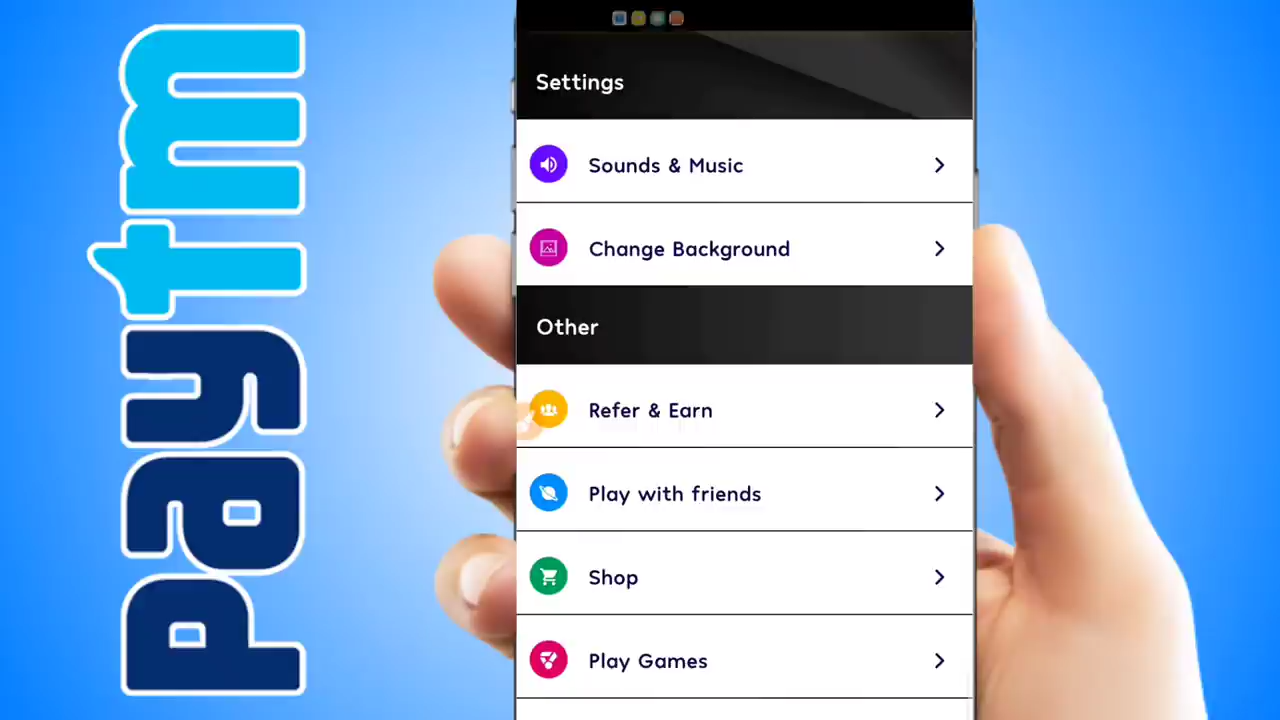 paytm
Settings
Sounds & Music
Change Background
Other
Refer & Earn
Play with friends
Shop
Play Games